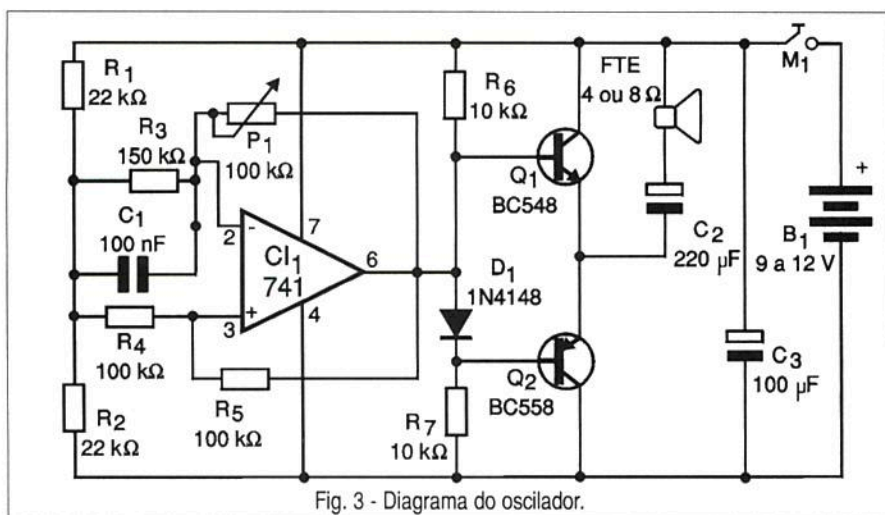 R1
22 kΩ
R3
150 kΩ
C1
100 nF
R4
100 kΩ
R2
22 kΩ
P1
100 kΩ
2
-
7
CI1
741
6
3
+
4
R5
100 kΩ
R6
10 kΩ
D1
1N4148
R7
10 kΩ
Q1
BC548
Q2
BC558
FTE
4 ou 8 Ω
C2
220 µF
M1
+
B1
9 a 12 V
C3
100 µF
Fig. 3 - Diagrama do oscilador.